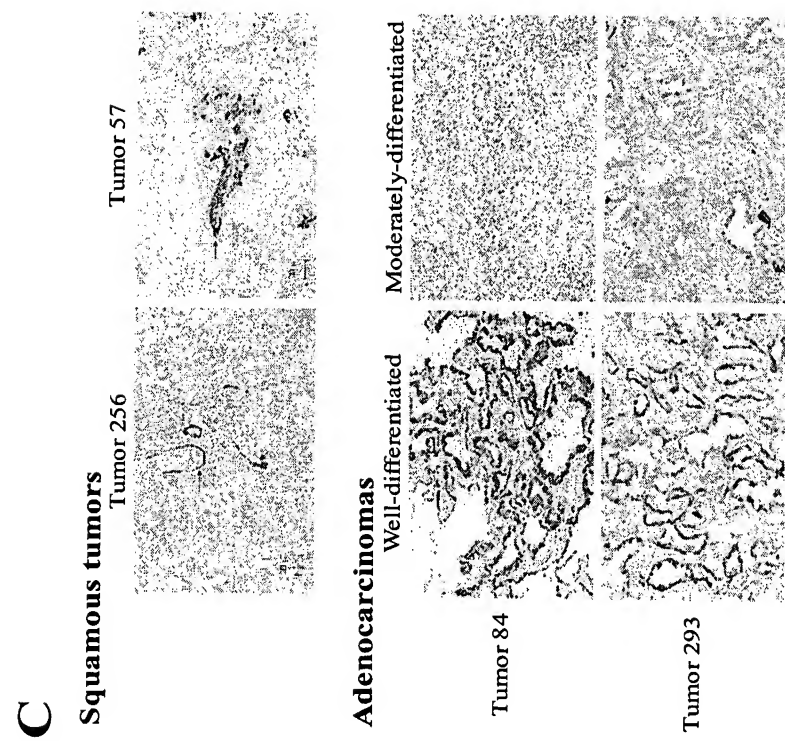 C
Squamous tumors
Tumor 256
Tumor 57
Adenocarcinomas
Well-differentiated
Moderately-differentiated
Tumor 84
Tumor 293